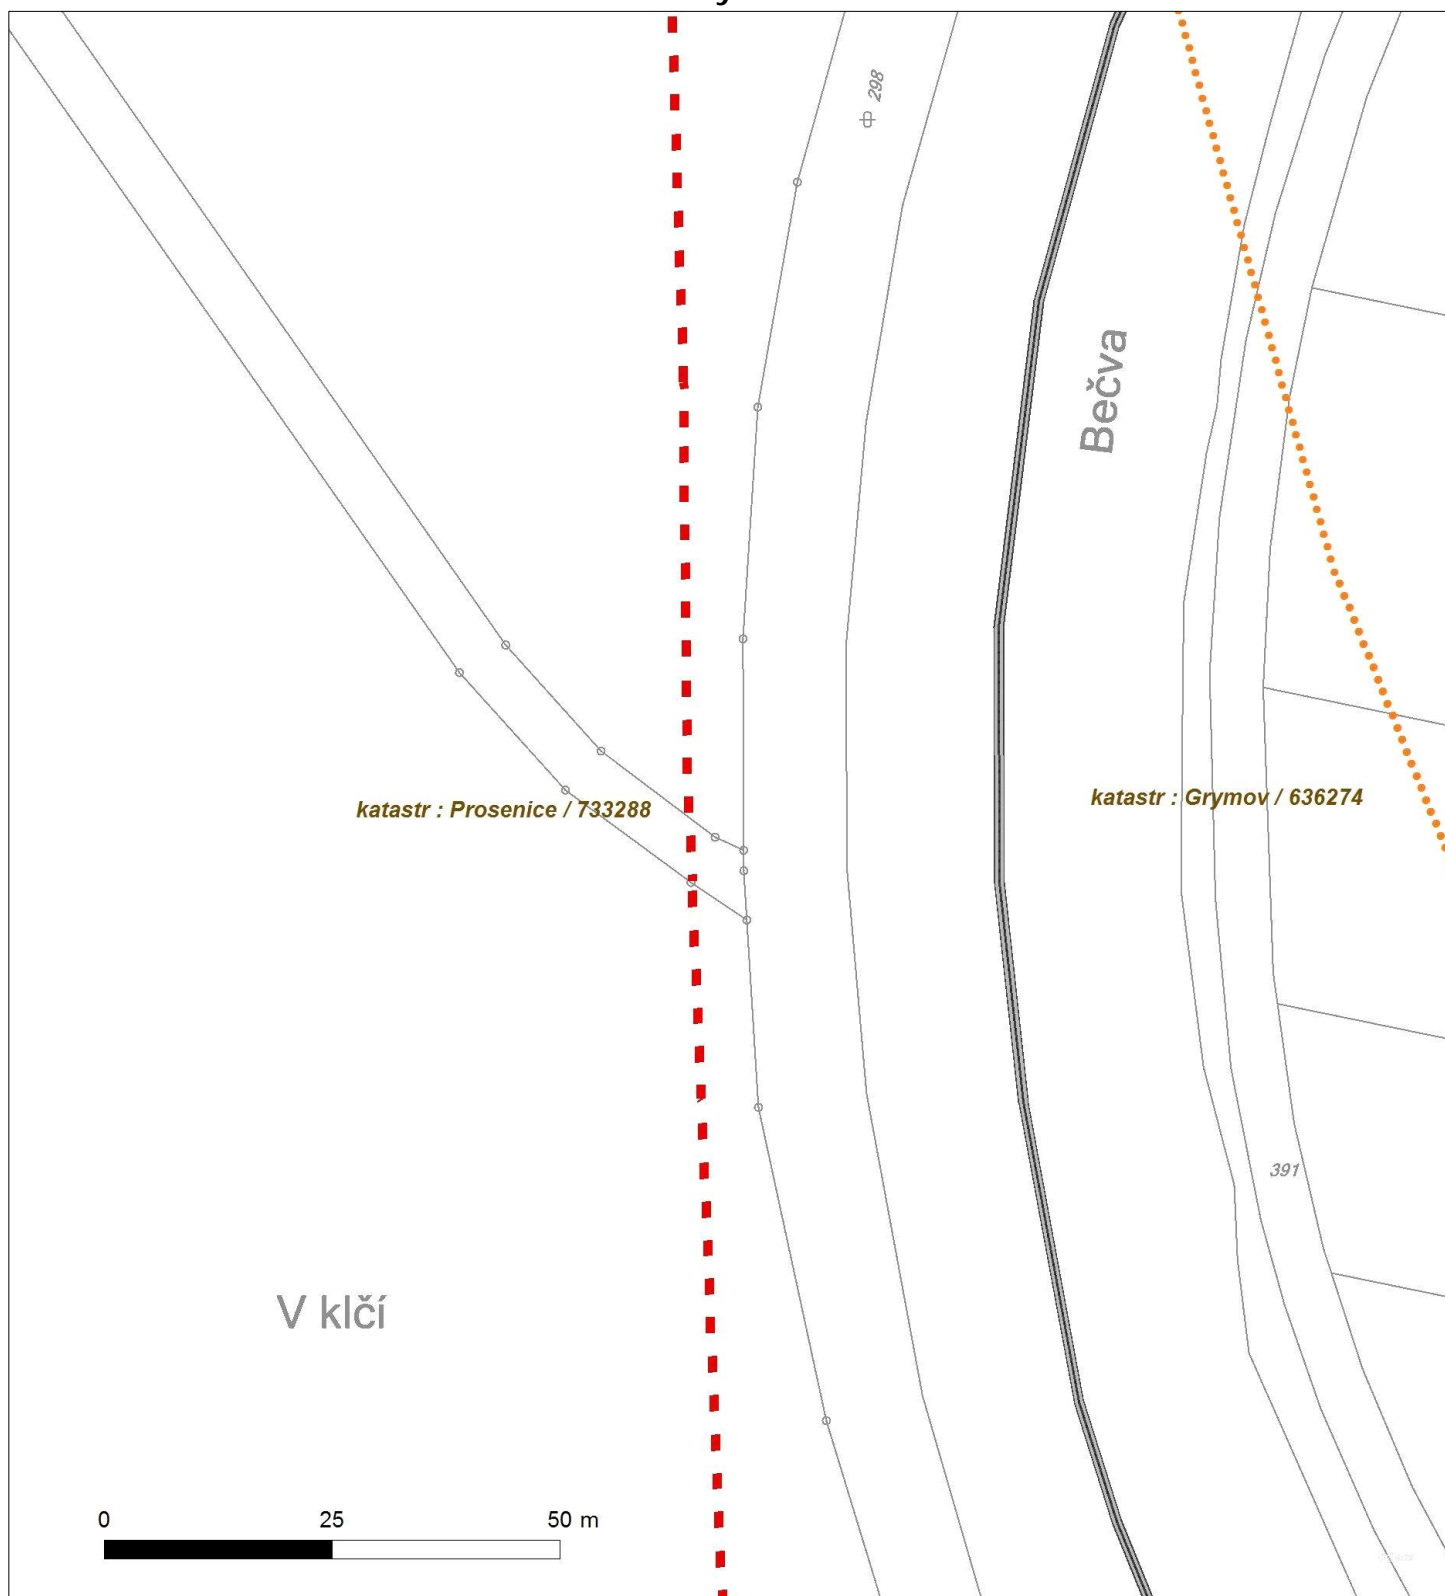 298
Bečva
katastr : Prosenice / 733288
katastr : Grymov / 636274
391
V klčí
0 25 50 m